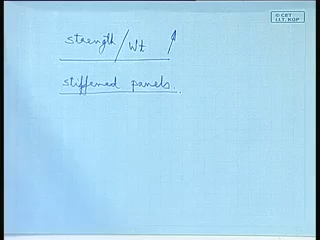 © CET
I.I.T. KGP
strength/Wt ↑
stiffened panels.